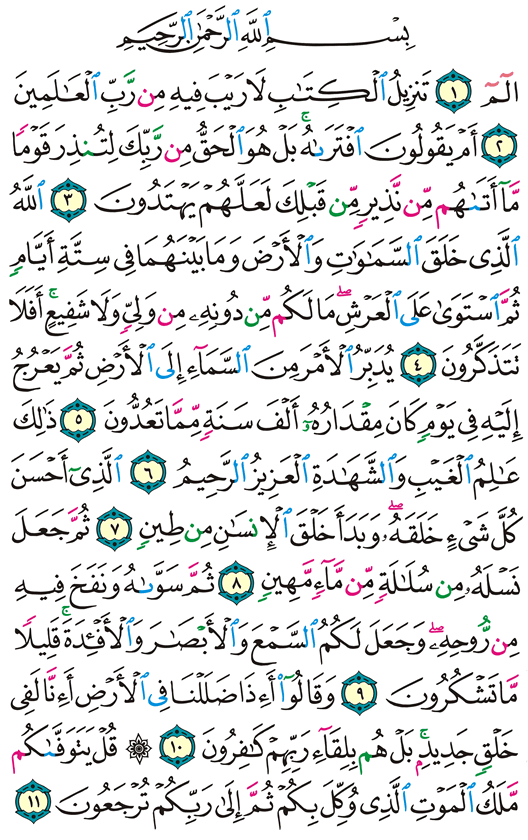 بِسْمِ ٱللَّهِ ٱلرَّحْمَٰنِ ٱلرَّحِيمِ
الٓمٓ ١ تَنزِيلُ ٱلْكِتَٰبِ لَا رَيْبَ فِيهِ مِن رَّبِّ ٱلْعَٰلَمِينَ
٢ أَمْ يَقُولُونَ ٱفْتَرَىٰهُ ۚ بَلْ هُوَ ٱلْحَقُّ مِن رَّبِّكَ لِتُنذِرَ قَوْمًا
مَّآ أَتَىٰهُم مِّن نَّذِيرٍ مِّن قَبْلِكَ لَعَلَّهُمْ يَهْتَدُونَ ٣ ٱللَّهُ
ٱلَّذِى خَلَقَ ٱلسَّمَٰوَٰتِ وَٱلْأَرْضَ وَمَا بَيْنَهُمَا فِى سِتَّةِ أَيَّامٍ
ثُمَّ ٱسْتَوَىٰ عَلَى ٱلْعَرْشِ ۖ مَا لَكُم مِّن دُونِهِۦ مِن وَلِىٍّ وَلَا شَفِيعٍ ۚ أَفَلَا
تَتَذَكَّرُونَ ٤ يُدَبِّرُ ٱلْأَمْرَ مِنَ ٱلسَّمَآءِ إِلَى ٱلْأَرْضِ ثُمَّ يَعْرُجُ
إِلَيْهِ فِى يَوْمٍ كَانَ مِقْدَارُهُۥٓ أَلْفَ سَنَةٍ مِّمَّا تَعُدُّونَ ٥ ذَٰلِكَ
عَٰلِمُ ٱلْغَيْبِ وَٱلشَّهَٰدَةِ ٱلْعَزِيزُ ٱلرَّحِيمُ ٦ ٱلَّذِىٓ أَحْسَنَ
كُلَّ شَىْءٍ خَلَقَهُۥ ۖ وَبَدَأَ خَلْقَ ٱلْإِنسَٰنِ مِن طِينٍ ٧ ثُمَّ جَعَلَ
نَسْلَهُۥ مِن سُلَٰلَةٍ مِّن مَّآءٍ مَّهِينٍ ٨ ثُمَّ سَوَّىٰهُ وَنَفَخَ فِيهِ
مِن رُّوحِهِۦ ۖ وَجَعَلَ لَكُمُ ٱلسَّمْعَ وَٱلْأَبْصَٰرَ وَٱلْأَفْـِٔدَةَ ۚ قَلِيلًا
مَّا تَشْكُرُونَ ٩ وَقَالُوٓا۟ أَءِذَا ضَلَلْنَا فِى ٱلْأَرْضِ أَءِنَّا لَفِى
خَلْقٍ جَدِيدٍۭ ۚ بَلْ هُم بِلِقَآءِ رَبِّهِمْ كَٰفِرُونَ ١٠ ۞ قُلْ يَتَوَفَّىٰكُم
مَّلَكُ ٱلْمَوْتِ ٱلَّذِى وُكِّلَ بِكُمْ ثُمَّ إِلَىٰ رَبِّكُمْ تُرْجَعُونَ ١١